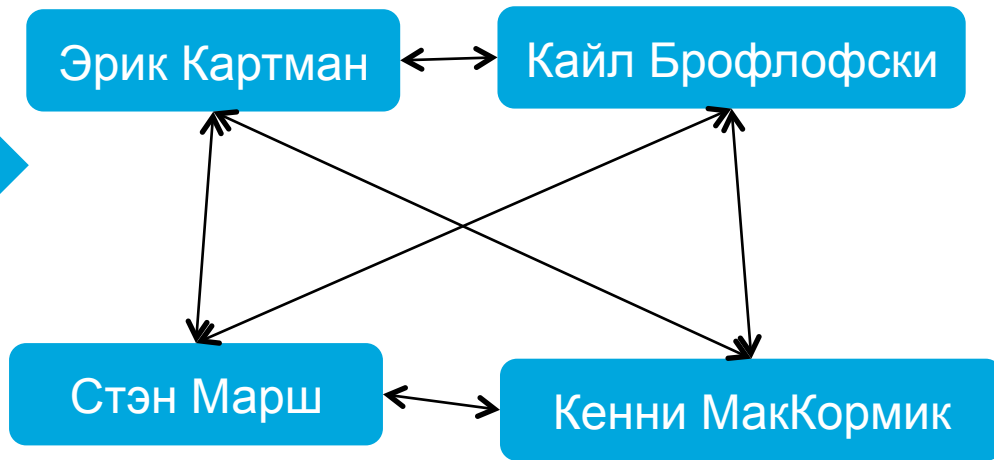 Эрик Картман
Кайл Брофлофски
Стэн Марш
Кенни МакКормик